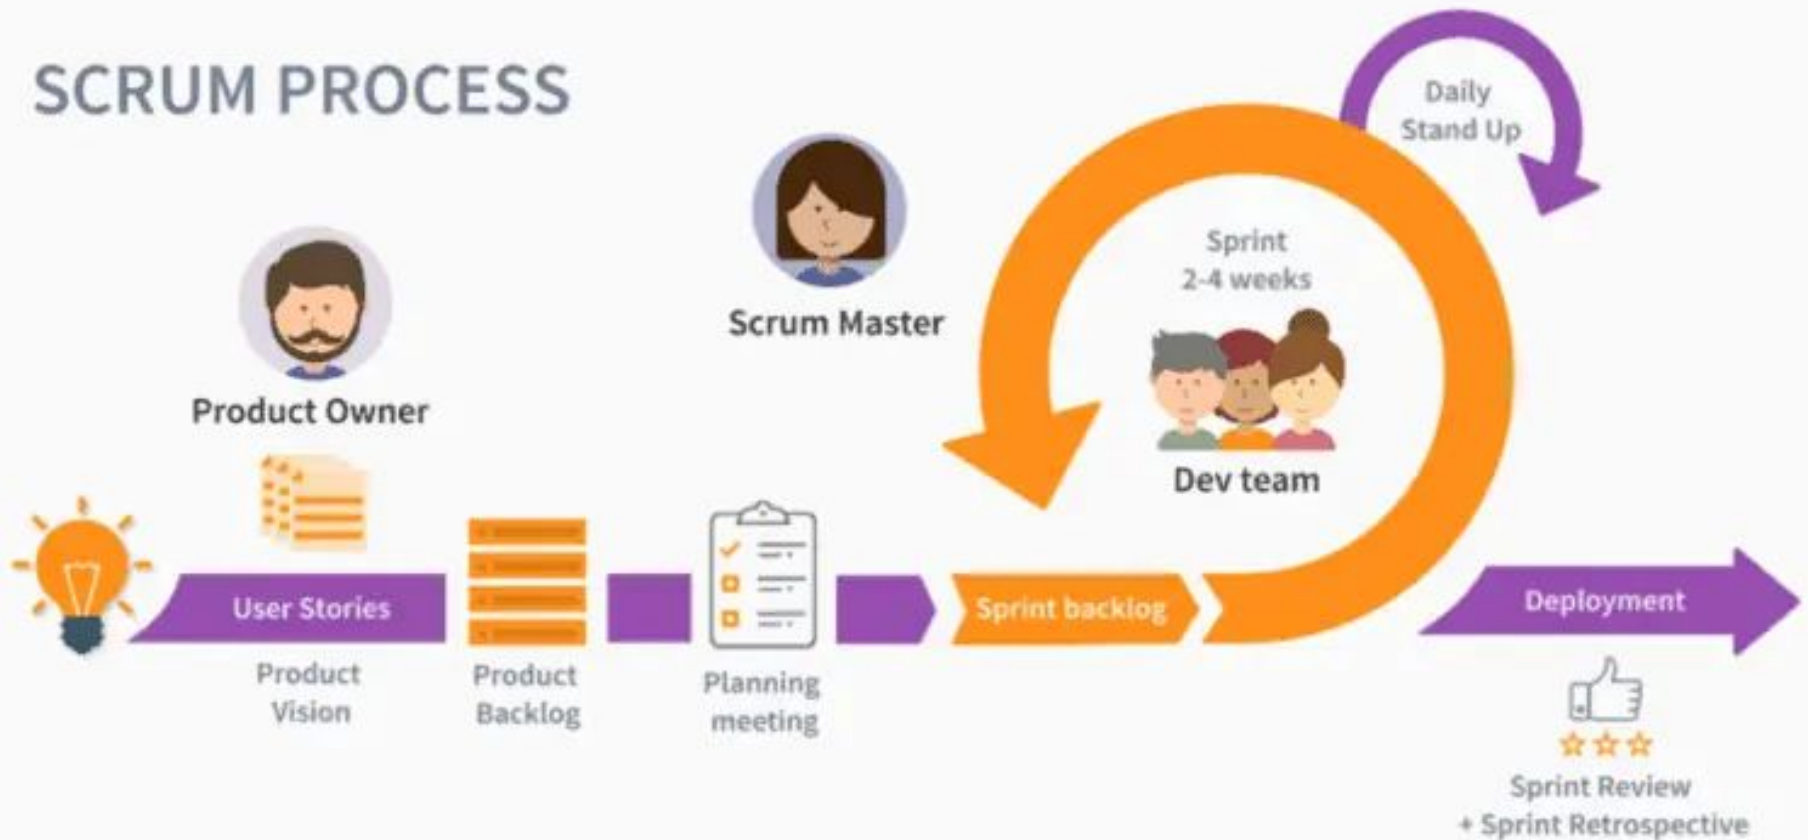 SCRUM PROCESS
Daily
Stand Up
Sprint
2-4 weeks
Scrum Master
Product Owner
Dev team
User Stories
Sprint backlog
Deployment
Product
Vision
Product
Backlog
Planning
meeting
Sprint Review
+ Sprint Retrospective